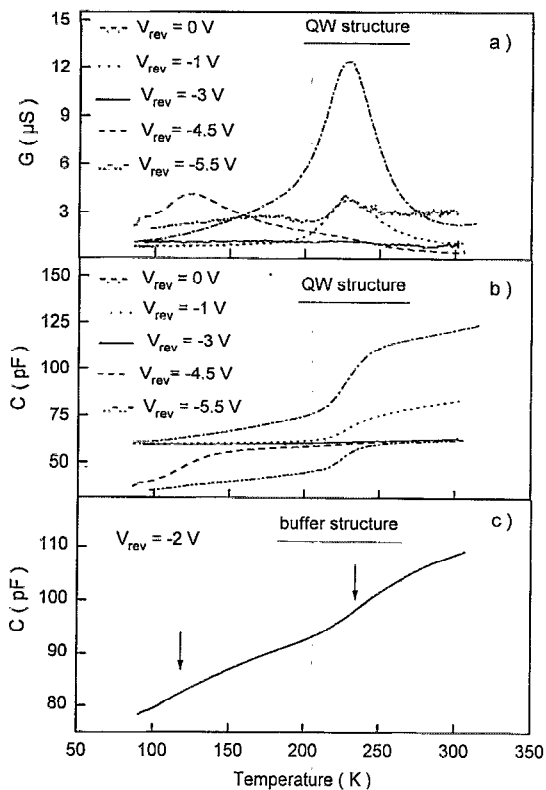 15
12
9
6
3
G ( µS )
V_rev = 0 V
V_rev = -1 V
V_rev = -3 V
V_rev = -4.5 V
V_rev = -5.5 V
QW structure
a )
150
125
100
75
50
C ( pF )
V_rev = 0 V
V_rev = -1 V
V_rev = -3 V
V_rev = -4.5 V
V_rev = -5.5 V
QW structure
b )
110
100
90
80
C ( pF )
V_rev = -2 V
buffer structure
c )
50 100 150 200 250 300 350
Temperature ( K )